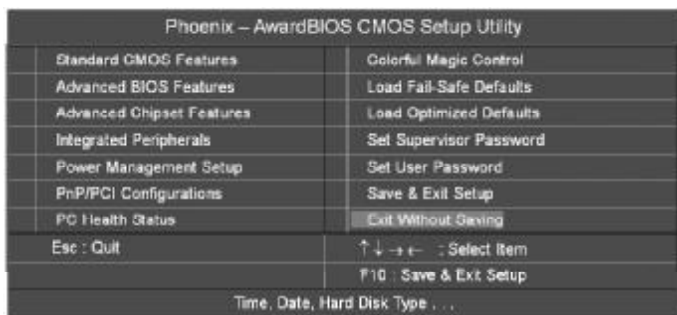 Phoenix – AwardBIOS CMOS Setup Utility
Standard CMOS Features
Advanced BIOS Features
Advanced Chipset Features
Integrated Peripherals
Power Management Setup
PnP/PCI Configurations
PC Health Status
Colorful Magic Control
Load Fail-Safe Defaults
Load Optimized Defaults
Set Supervisor Password
Set User Password
Save & Exit Setup
Exit Without Saving
Esc : Quit
↑↓→← : Select Item
F10 : Save & Exit Setup
Time, Date, Hard Disk Type . . .